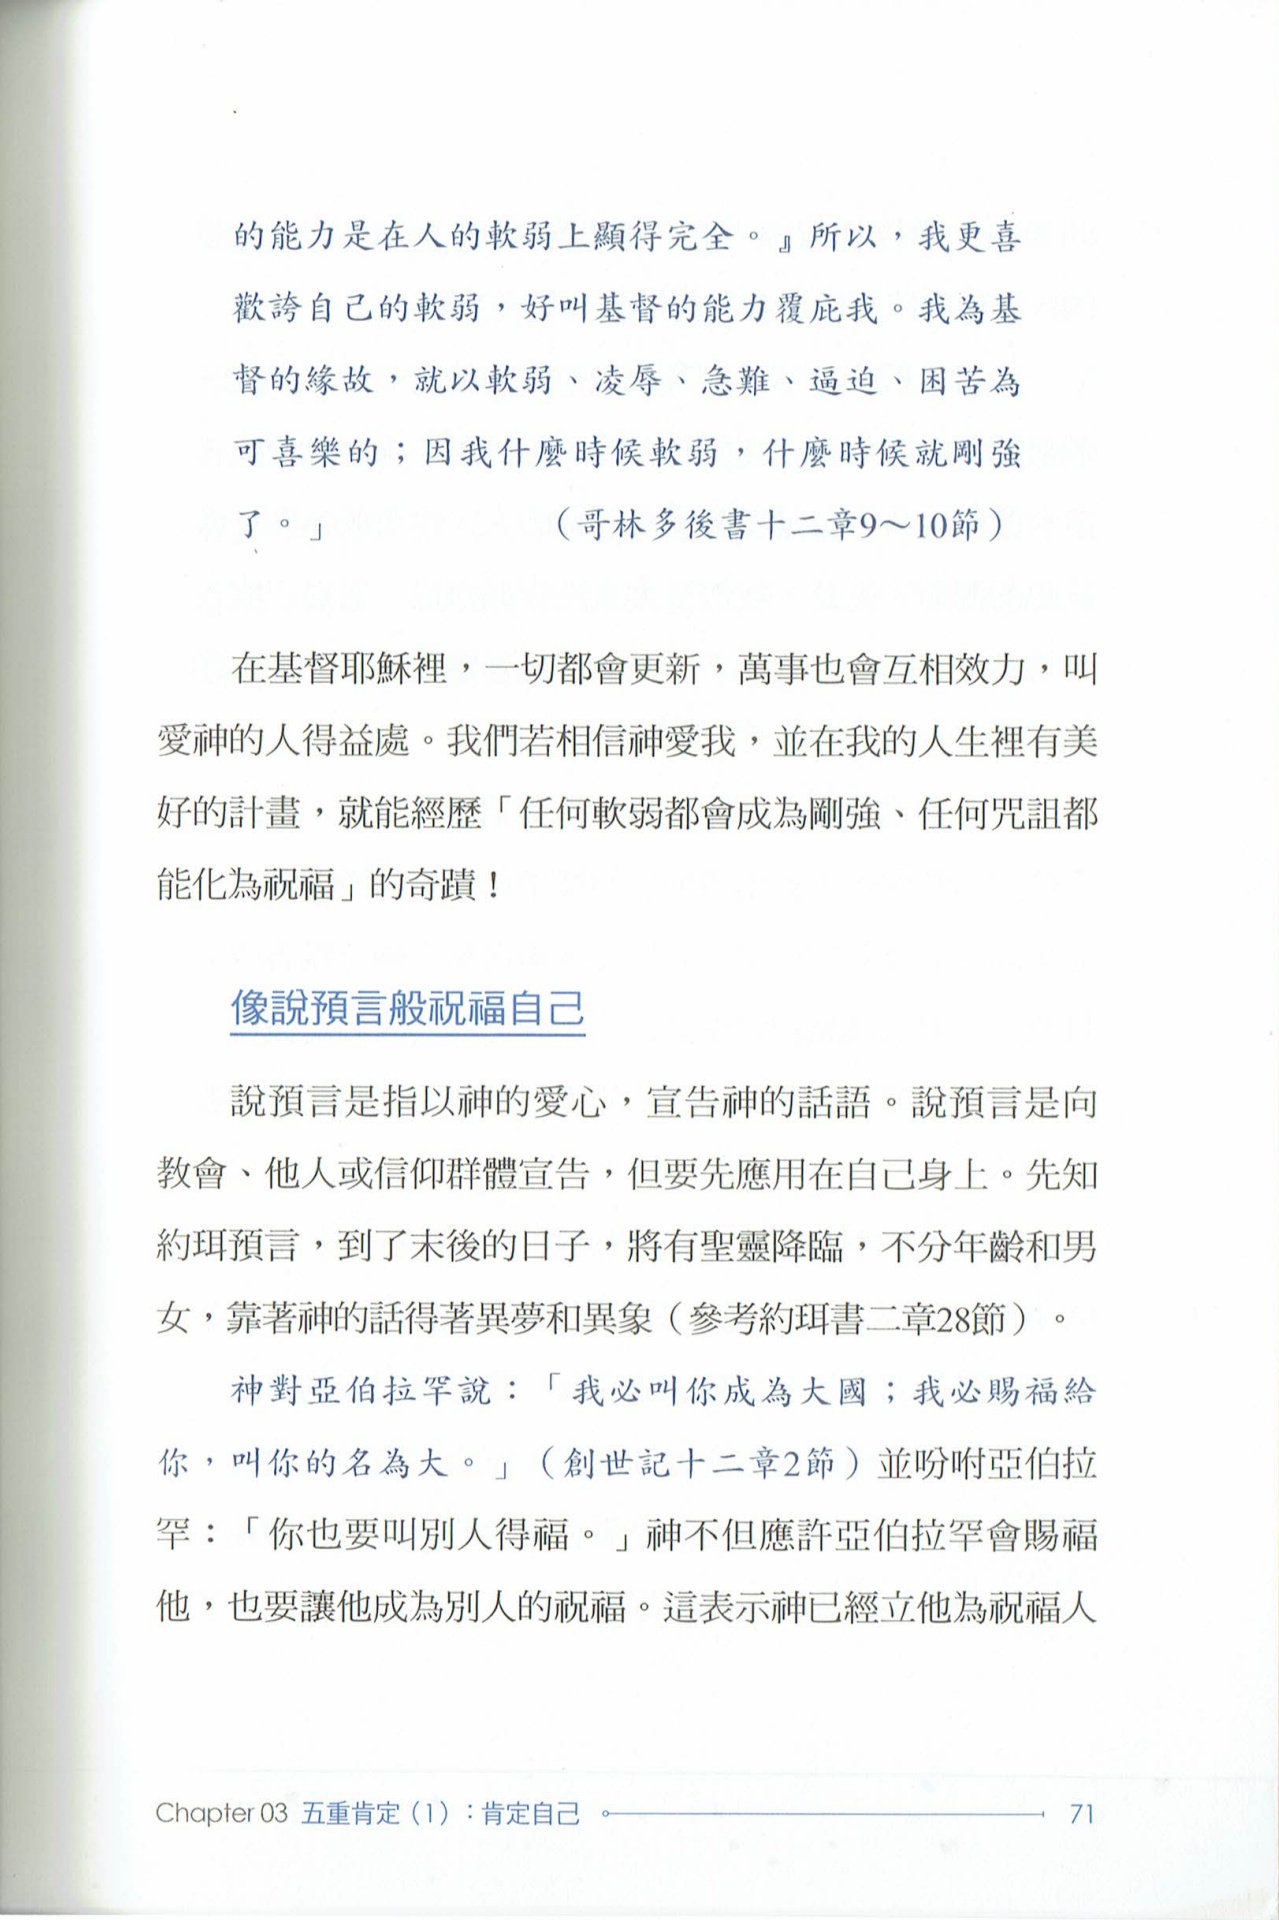 的能力是在人的軟弱上顯得完全。』所以，我更喜
歡誇自己的軟弱，好叫基督的能力覆庇我。我為基
督的緣故，就以軟弱、凌辱、急難、逼迫、困苦為
可喜樂的；因我什麼時候軟弱，什麼時候就剛強
了。」（哥林多後書十二章9～10節）
在基督耶穌裡，一切都會更新，萬事也會互相效力，叫
愛神的人得益處。我們若相信神愛我，並在我的人生裡有美
好的計畫，就能經歷「任何軟弱都會成為剛強、任何咒詛都
能化為祝福」的奇蹟！
像說預言般祝福自己
說預言是指以神的愛心，宣告神的話語。說預言是向
教會、他人或信仰群體宣告，但要先應用在自己身上。先知
約珥預言，到了末後的日子，將有聖靈降臨，不分年齡和男
女，靠著神的話得著異夢和異象（參考約珥書二章28節）。
神對亞伯拉罕說：「我必叫你成為大國；我必賜福給
你，叫你的名為大。」（創世記十二章2節）並吩咐亞伯拉
罕：「你也要叫別人得福。」神不但應許亞伯拉罕會賜福
他，也要讓他成為別人的祝福。這表示神已經立他為祝福人
Chapter 03 五重肯定（1）：肯定自己 71